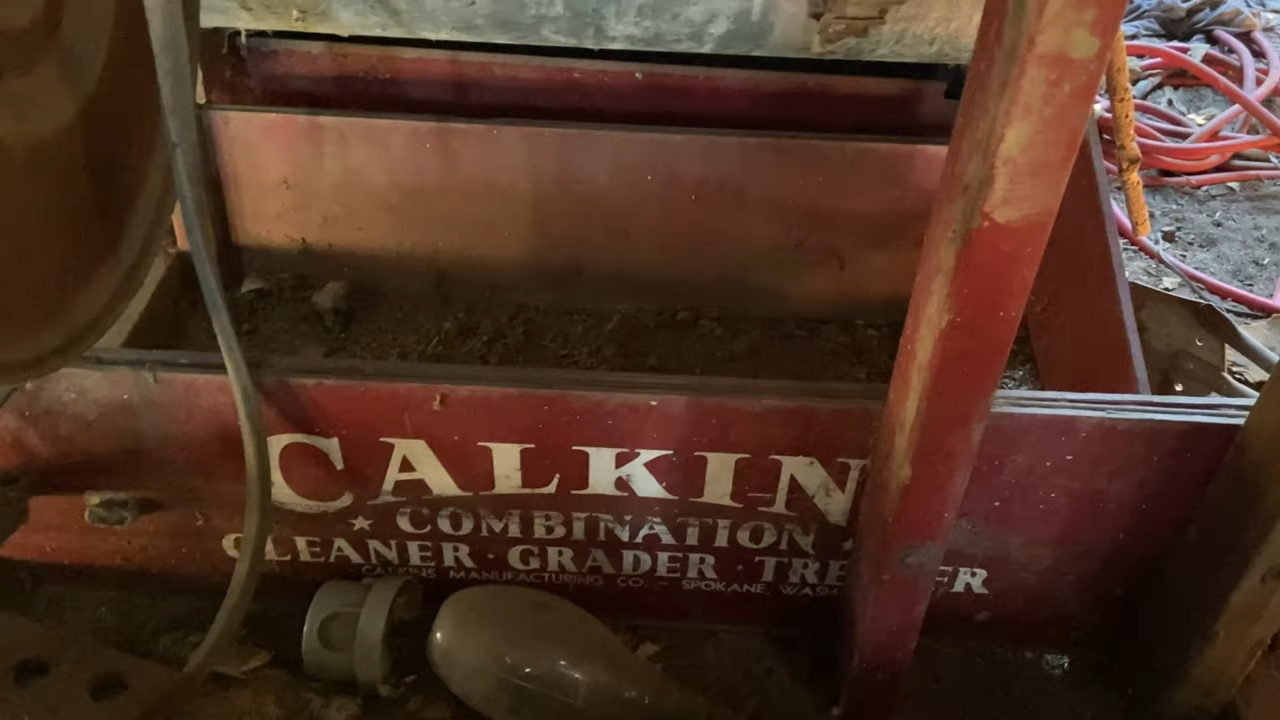 CALKIN
★ COMBINATION
CLEANER · GRADER · TRE ER
CALKINS MANUFACTURING CO. - SPOKANE, WASH